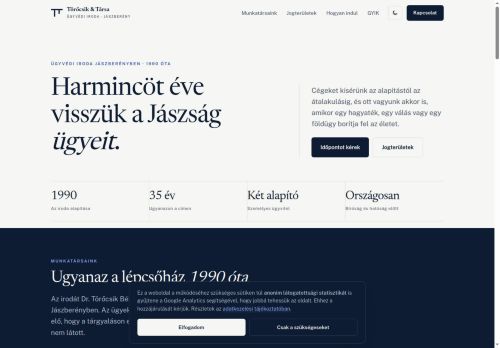 Törőcsik & Társa
ÜGYVÉDI IRODA · JÁSZBERÉNY
Munkatársaink Jogterületek Hogyan indul GYIK Kapcsolat
ÜGYVÉDI IRODA JÁSZBERÉNYBEN · 1990 ÓTA
Harmincöt éve
visszük a Jászság
ügyeit.
Cégeket kísérünk az alapítástól az
átalakulásig, és ott vagyunk akkor is,
amikor egy hagyaték, egy válás vagy egy
földügy borítja fel az életet.
Időpontot kérek Jogterületek
1990 35 év Két alapító Országosan
Az iroda alapítása Ugyanazon a címen Személyes ügyvitel Bíróság és hatóság előtt
MUNKATÁRSAINK
Ugyanaz a lépcsőház, 1990 óta
Az irodát Dr. Törőcsik Bé
Jászberényben. Az ügyek
elő, hogy a tárgyaláson
nem látott.
Ez a weboldal a működéséhez szükséges sütiken túl anonim látogatottsági statisztikát is
gyűjtene a Google Analytics segítségével, hogy jobbá tehessük az oldalt. Ehhez a
hozzájárulását kérjük. Részletek az adatkezelési tájékoztatóban.
Elfogadom Csak a szükségeseket